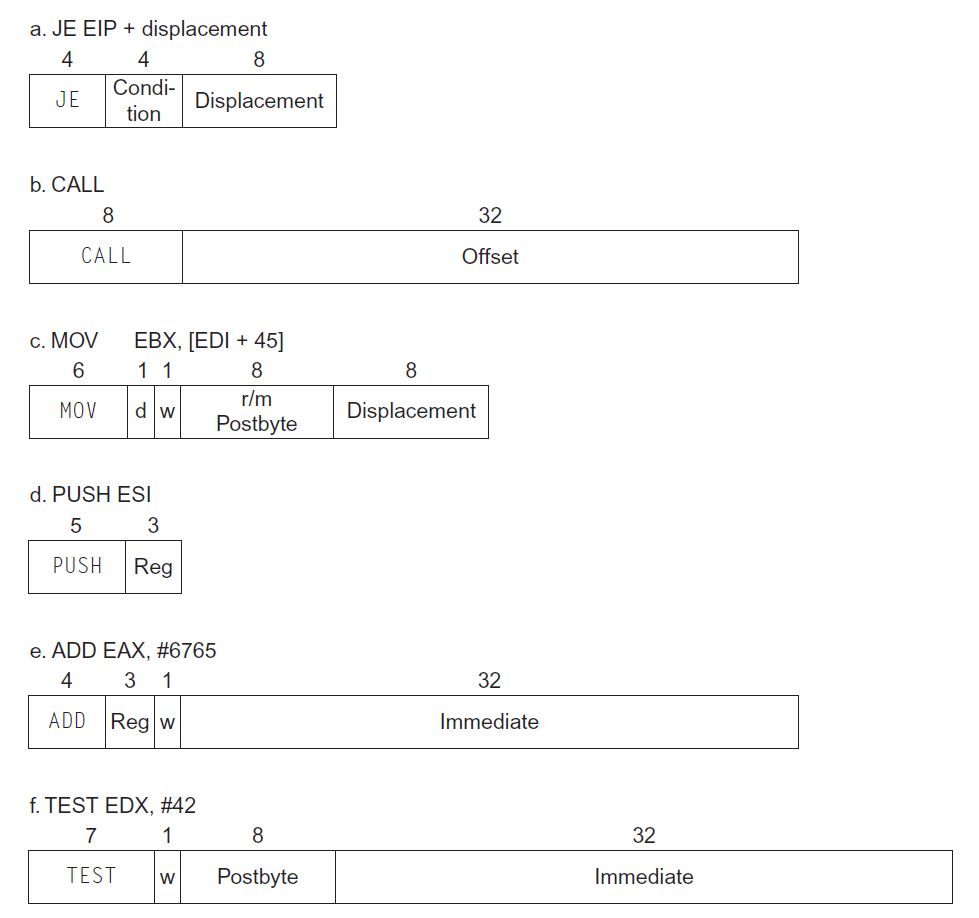 a. JE EIP + displacement
4 4 8
JE Condi-tion Displacement
b. CALL
8 32
CALL Offset
c. MOV EBX, [EDI + 45]
6 1 1 8 8
MOV d w r/m Postbyte Displacement
d. PUSH ESI
5 3
PUSH Reg
e. ADD EAX, #6765
4 3 1 32
ADD Reg w Immediate
f. TEST EDX, #42
7 1 8 32
TEST w Postbyte Immediate